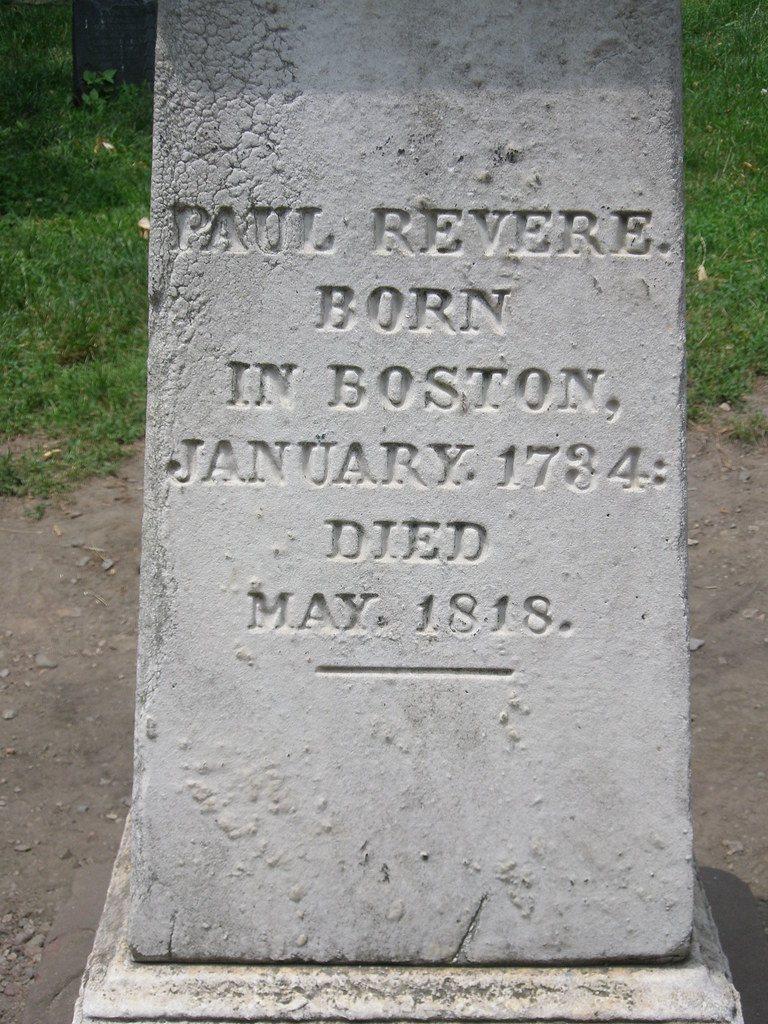 PAUL REVERE.
BORN
IN BOSTON,
JANUARY. 1734:
DIED
MAY. 1818.